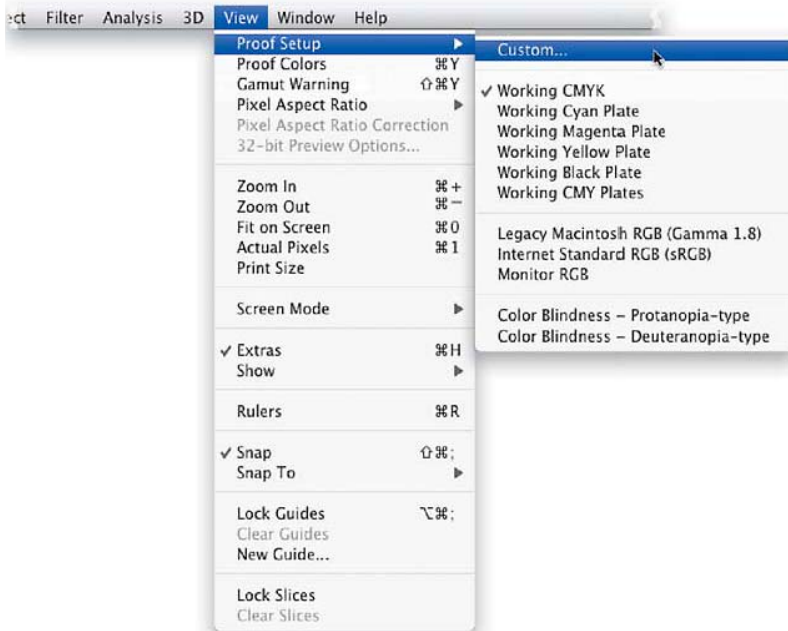 ect Filter Analysis 3D View Window Help
Proof Setup ▶
Proof Colors ⌘Y
Gamut Warning ⇧⌘Y
Pixel Aspect Ratio ▶
Pixel Aspect Ratio Correction
32-bit Preview Options...
Zoom In ⌘+
Zoom Out ⌘−
Fit on Screen ⌘0
Actual Pixels ⌘1
Print Size
Screen Mode ▶
✓ Extras ⌘H
Show ▶
Rulers ⌘R
✓ Snap ⇧⌘;
Snap To ▶
Lock Guides ⌥⌘;
Clear Guides
New Guide...
Lock Slices
Clear Slices
Custom...
✓ Working CMYK
Working Cyan Plate
Working Magenta Plate
Working Yellow Plate
Working Black Plate
Working CMY Plates
Legacy Macintosh RGB (Gamma 1.8)
Internet Standard RGB (sRGB)
Monitor RGB
Color Blindness – Protanopia-type
Color Blindness – Deuteranopia-type